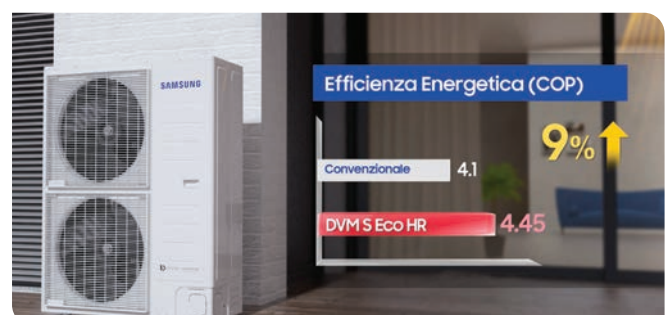 SAMSUNG
Efficienza Energetica (COP)
9%
Convenzionale 4.1
DVM S Eco HR 4.45